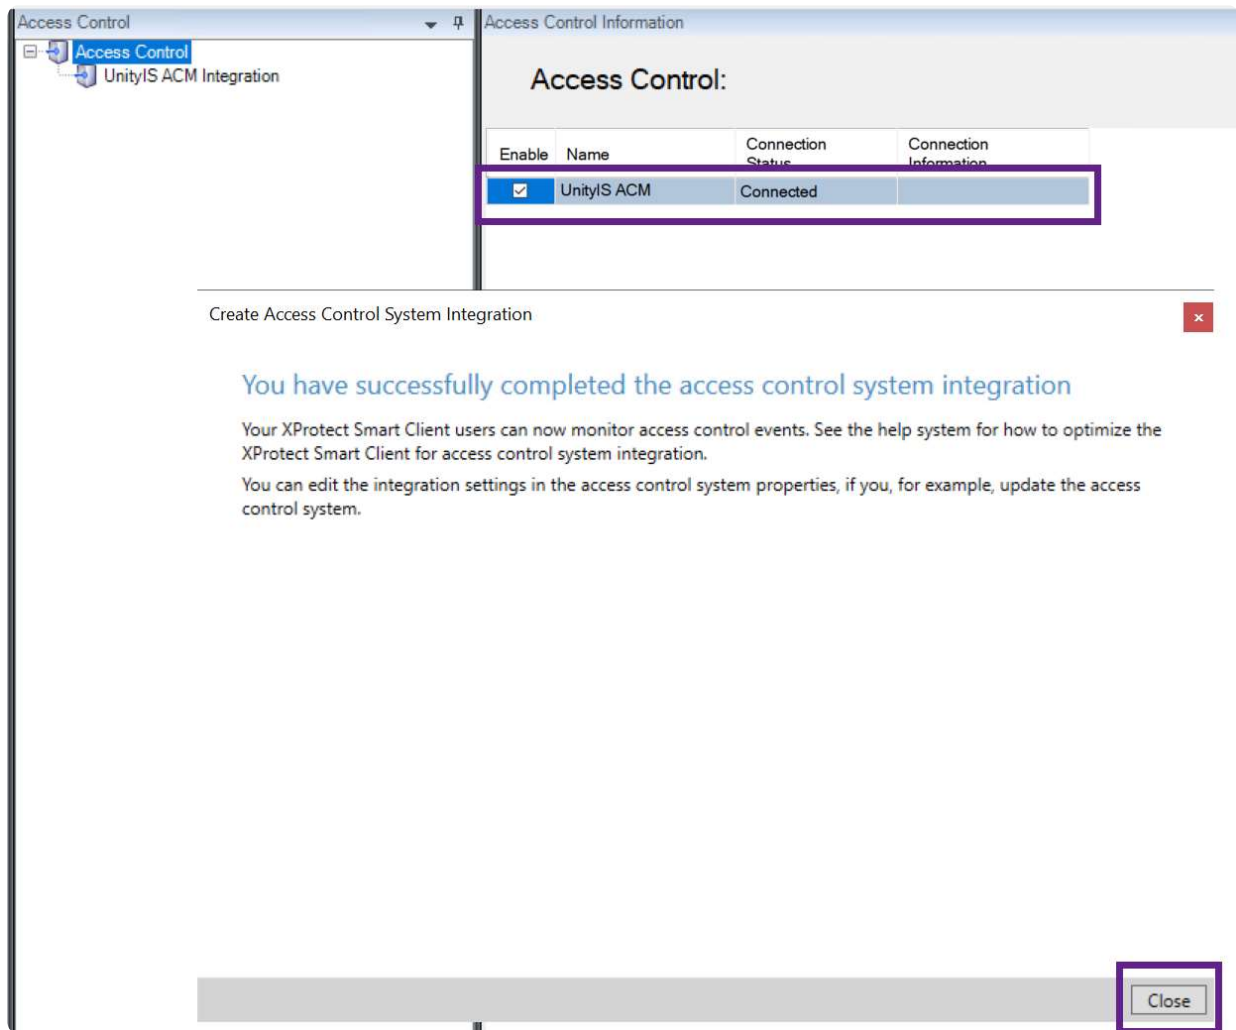 Access Control
Access Control
UnityIS ACM Integration
Access Control Information
Access Control:
Enable Name Connection Status Connection Information
UnityIS ACM Connected
Create Access Control System Integration
You have successfully completed the access control system integration
Your XProtect Smart Client users can now monitor access control events. See the help system for how to optimize the
XProtect Smart Client for access control system integration.
You can edit the integration settings in the access control system properties, if you, for example, update the access
control system.
Close